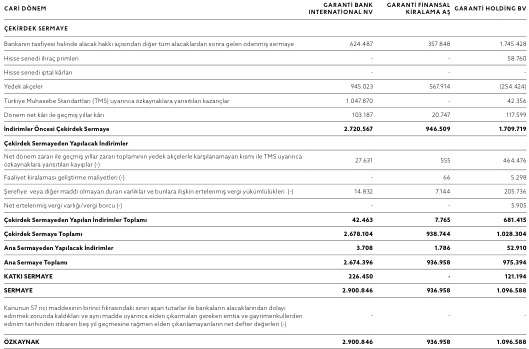 CARİ DÖNEM GARANTİ BANK INTERNATIONAL NV GARANTİ FİNANSAL KİRALAMA AŞ GARANTİ HOLDİNG BV
ÇEKİRDEK SERMAYE
Bankanın tasfiyesi halinde alacak hakkı açısından diğer tüm alacaklardan sonra gelen ödenmiş sermaye 624.487 357.848 1.745.428
Hisse senedi ihraç primleri - - 58.760
Hisse senedi iptal kârları - - -
Yedek akçeler 945.023 567.914 (254.424)
Türkiye Muhasebe Standartları (TMS) uyarınca özkaynaklara yansıtılan kazançlar 1.047.870 - 42.356
Dönem net kârı ile geçmiş yıllar kârı 103.187 20.747 117.599
İndirimler Öncesi Çekirdek Sermaye 2.720.567 946.509 1.709.719
Çekirdek Sermayeden Yapılacak İndirimler
Net dönem zararı ile geçmiş yıllar zararı toplamının yedek akçelerle karşılanamayan kısmı ile TMS uyarınca
özkaynaklara yansıtılan kayıplar (-) 27.631 555 464.476
Faaliyet kiralaması geliştirme maliyetleri (-) - 66 5.298
Şerefiye veya diğer maddi olmayan duran varlıklar ve bunlara ilişkin ertelenmiş vergi yükümlülükleri (-) 14.832 7.144 205.736
Net ertelenmiş vergi varlığı/vergi borcu (-) - - 5.905
Çekirdek Sermayeden Yapılan İndirimler Toplamı 42.463 7.765 681.415
Çekirdek Sermaye Toplamı 2.678.104 938.744 1.028.304
Ana Sermayeden Yapılacak İndirimler 3.708 1.786 52.910
Ana Sermaye Toplamı 2.674.396 936.958 975.394
KATKI SERMAYE 226.450 - 121.194
SERMAYE 2.900.846 936.958 1.096.588
Kanunun 57 nci maddesinin birinci fıkrasındaki sınırı aşan tutarlar ile bankaların alacaklarından dolayı
edinmek zorunda kaldıkları ve aynı madde uyarınca elden çıkarmaları gereken emtia ve gayrimenkullerden
edinim tarihinden itibaren beş yıl geçmesine rağmen elden çıkarılamayanların net defter değerleri (-) - - -
ÖZKAYNAK 2.900.846 936.958 1.096.588